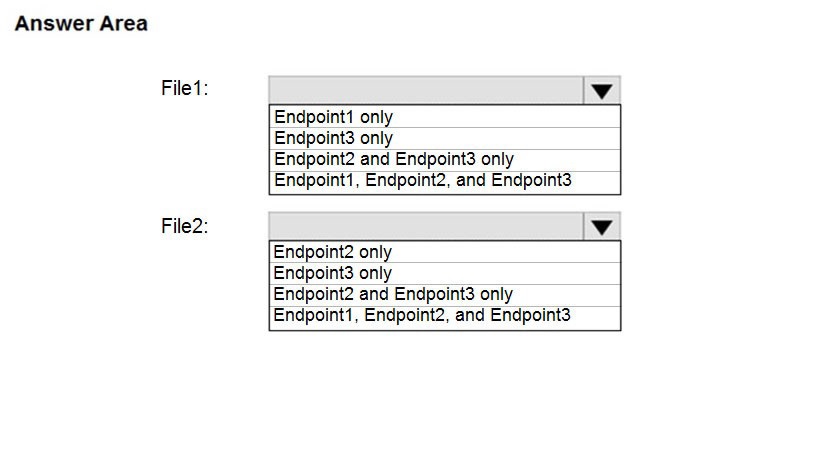 Answer Area
File1:
Endpoint1 only
Endpoint3 only
Endpoint2 and Endpoint3 only
Endpoint1, Endpoint2, and Endpoint3
File2:
Endpoint2 only
Endpoint3 only
Endpoint2 and Endpoint3 only
Endpoint1, Endpoint2, and Endpoint3